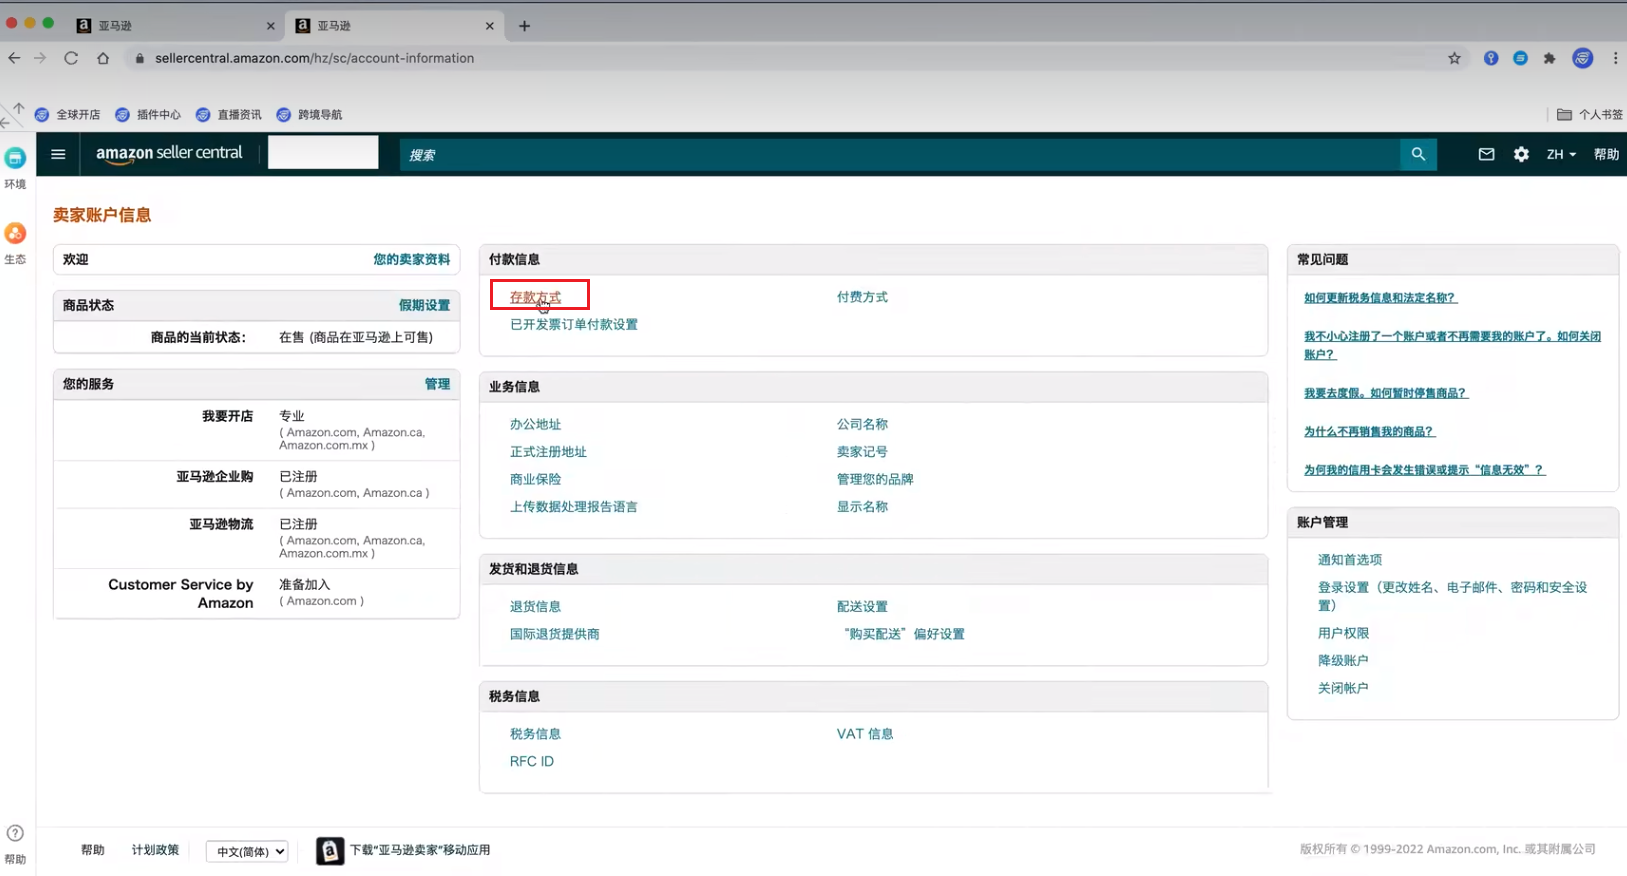 亚马逊
亚马逊
sellercentral.amazon.com/hz/sc/account-information
全球开店
插件中心
直播资讯
跨境导航
个人书签
环境
生态
amazon seller central
搜索
ZH
帮助
卖家账户信息
欢迎
您的卖家资料
商品状态
假期设置
商品的当前状态：
在售 (商品在亚马逊上可售)
您的服务
管理
我要开店
专业
( Amazon.com, Amazon.ca,
Amazon.com.mx )
亚马逊企业购
已注册
( Amazon.com, Amazon.ca )
亚马逊物流
已注册
( Amazon.com, Amazon.ca,
Amazon.com.mx )
Customer Service by
Amazon
准备加入
( Amazon.com )
付款信息
存款方式
付费方式
已开发票订单付款设置
业务信息
办公地址
公司名称
正式注册地址
卖家记号
商业保险
管理您的品牌
上传数据处理报告语言
显示名称
发货和退货信息
退货信息
配送设置
国际退货提供商
“购买配送”偏好设置
税务信息
税务信息
VAT 信息
RFC ID
常见问题
如何更新税务信息和法定名称？
我不小心注册了一个账户或者不再需要我的账户了。如何关闭
账户？
我要去度假。如何暂时停售商品？
为什么不再销售我的商品？
为何我的信用卡会发生错误或提示“信息无效”？
账户管理
通知首选项
登录设置（更改姓名、电子邮件、密码和安全设
置）
用户权限
降级账户
关闭帐户
帮助
帮助
计划政策
中文(简体)
下载“亚马逊卖家”移动应用
版权所有 © 1999-2022 Amazon.com, Inc. 或其附属公司